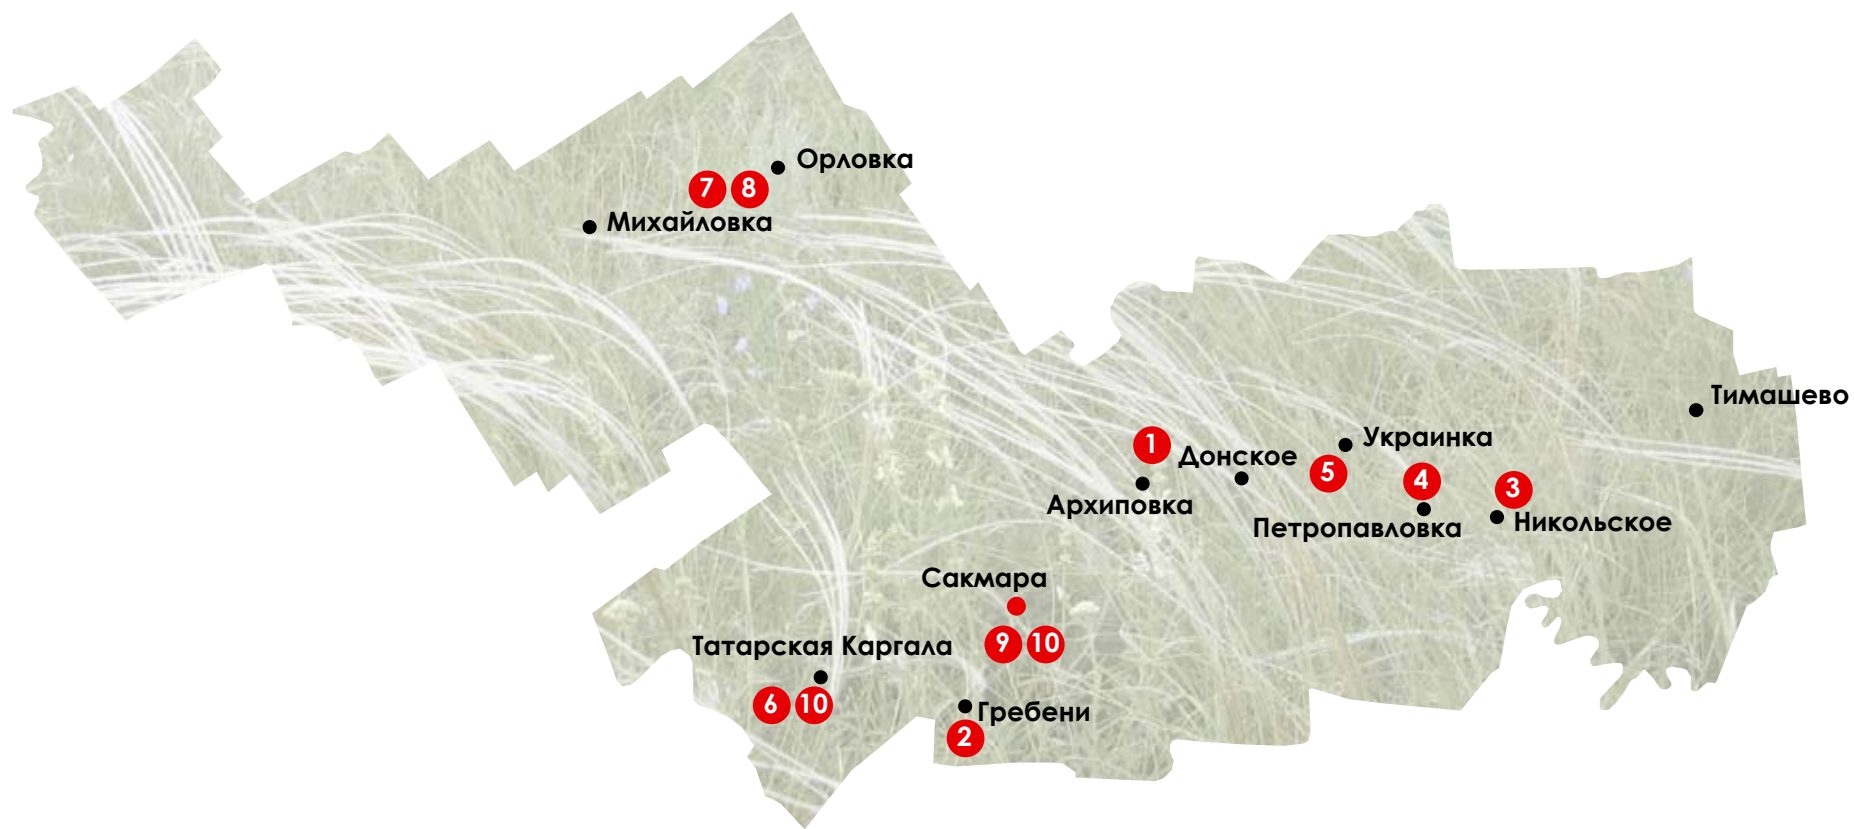 Орловка
7 8
Михайловка
Тимашево
1
Украинка
Донское
5
4
3
Архиповка
Петропавловка
Никольское
Сакмара
9 10
Татарская Каргала
6 10
Гребени
2